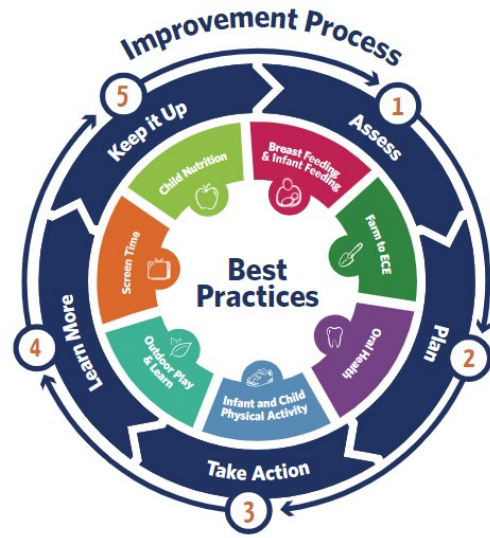 Improvement Process
1
Assess
2
Plan
3
Take Action
4
Learn More
5
Keep it Up
Breast Feeding
& Infant Feeding
Farm to ECE
Oral Health
Infant and Child
Physical Activity
Outdoor Play
& Learn
Screen Time
Child Nutrition
Best
Practices